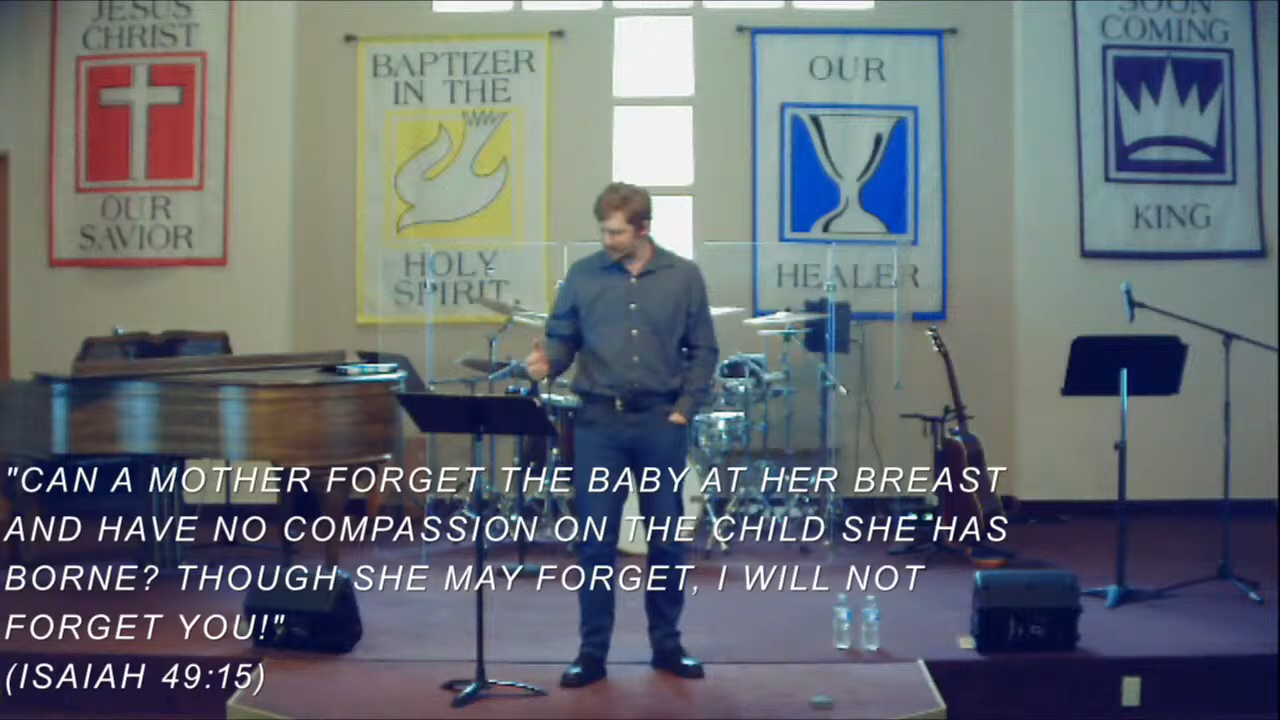 JESUS
CHRIST
OUR
SAVIOR
BAPTIZER
IN THE
HOLY
SPIRIT
OUR
HEALER
SOON
COMING
KING
"CAN A MOTHER FORGET THE BABY AT HER BREAST
AND HAVE NO COMPASSION ON THE CHILD SHE HAS
BORNE? THOUGH SHE MAY FORGET, I WILL NOT
FORGET YOU!"
(ISAIAH 49:15)